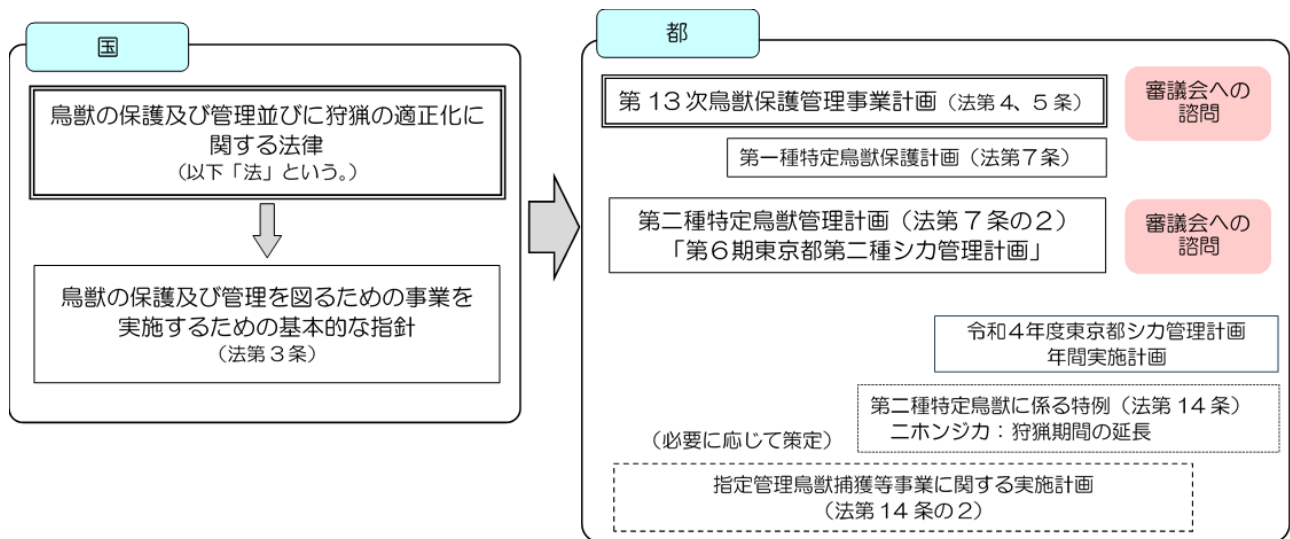 国
鳥獣の保護及び管理並びに狩猟の適正化に
関する法律
（以下「法」という。）
鳥獣の保護及び管理を図るための事業を
実施するための基本的な指針
（法第３条）
都
第 13 次鳥獣保護管理事業計画（法第 4、5 条）
審議会への
諮問
第一種特定鳥獣保護計画（法第７条）
第二種特定鳥獣管理計画（法第 7 条の２）
「第６期東京都第二種シカ管理計画」
審議会への
諮問
令和４年度東京都シカ管理計画
年間実施計画
第二種特定鳥獣に係る特例（法第 14 条）
ニホンジカ：狩猟期間の延長
（必要に応じて策定）
指定管理鳥獣捕獲等事業に関する実施計画
（法第 14 条の２）